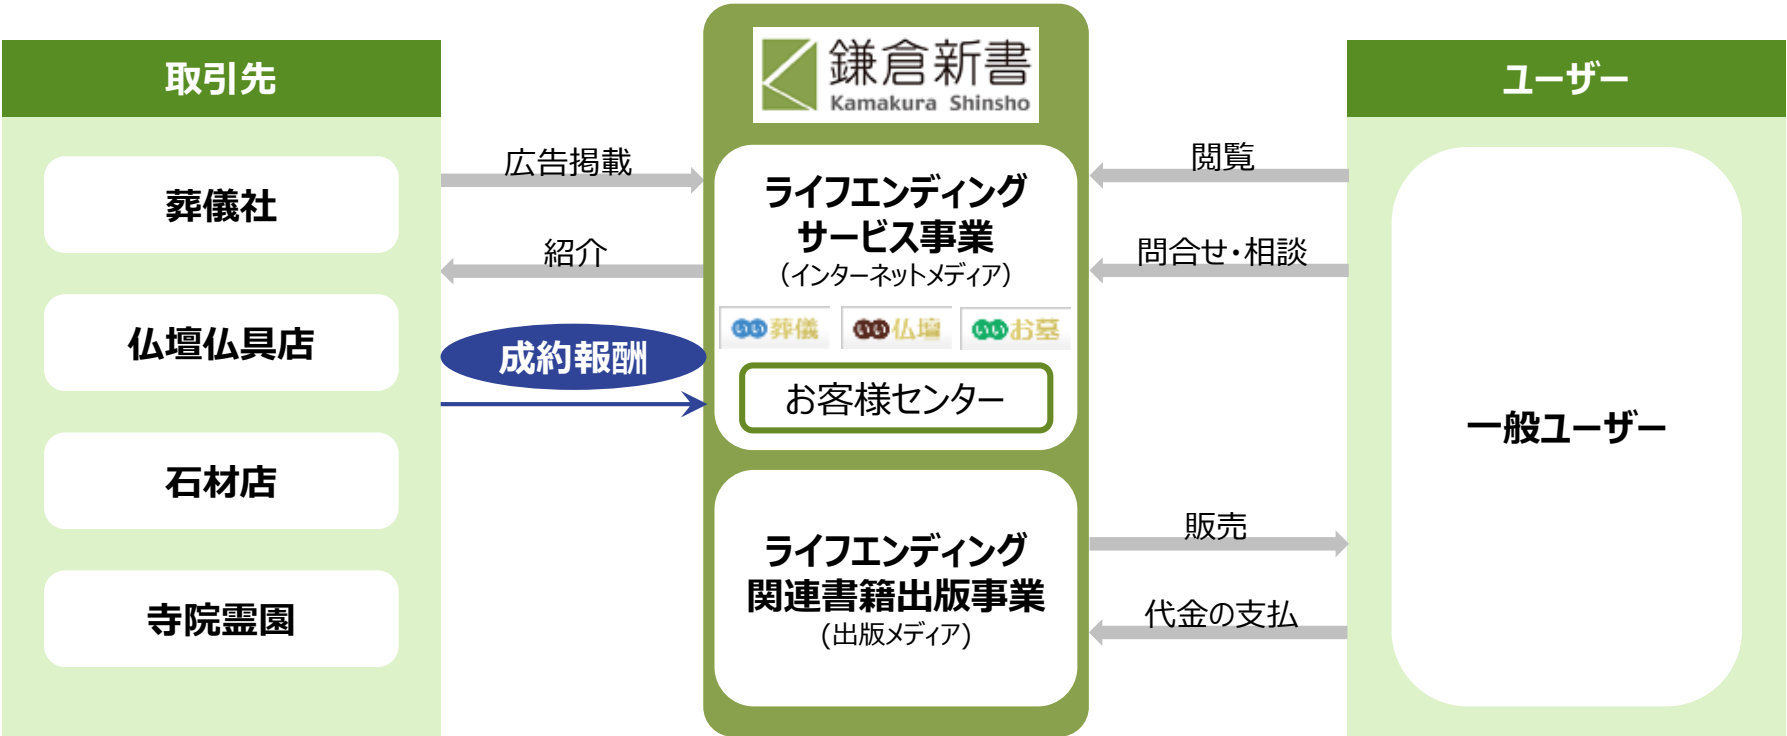 取引先
葬儀社
仏壇仏具店
石材店
寺院霊園
広告掲載
紹介
成約報酬
鎌倉新書
Kamakura Shinsho
ライフエンディング
サービス事業
(インターネットメディア)
いい葬儀
いい仏壇
いいお墓
お客様センター
ライフエンディング
関連書籍出版事業
(出版メディア)
閲覧
問合せ・相談
販売
代金の支払
ユーザー
一般ユーザー